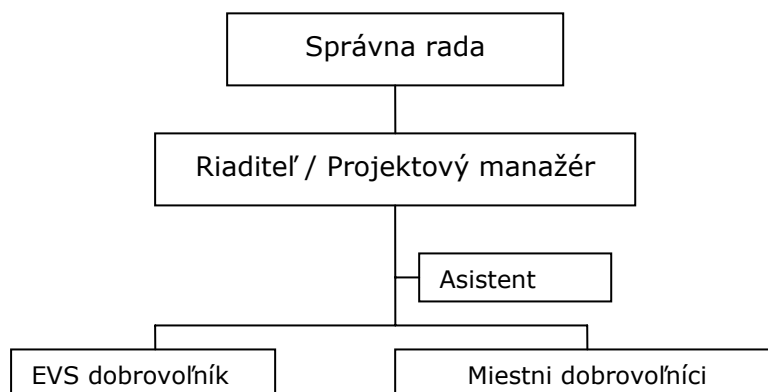 Správna rada
Riaditeľ / Projektový manažér
Asistent
EVS dobrovoľník
Miestni dobrovoľníci